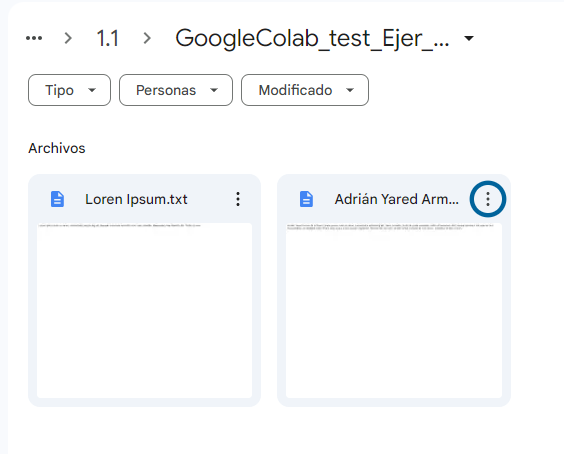 ••• > 1.1 > GoogleColab_test_Ejer_...
Tipo Personas Modificado
Archivos
Loren Ipsum.txt Adrián Yared Arm...